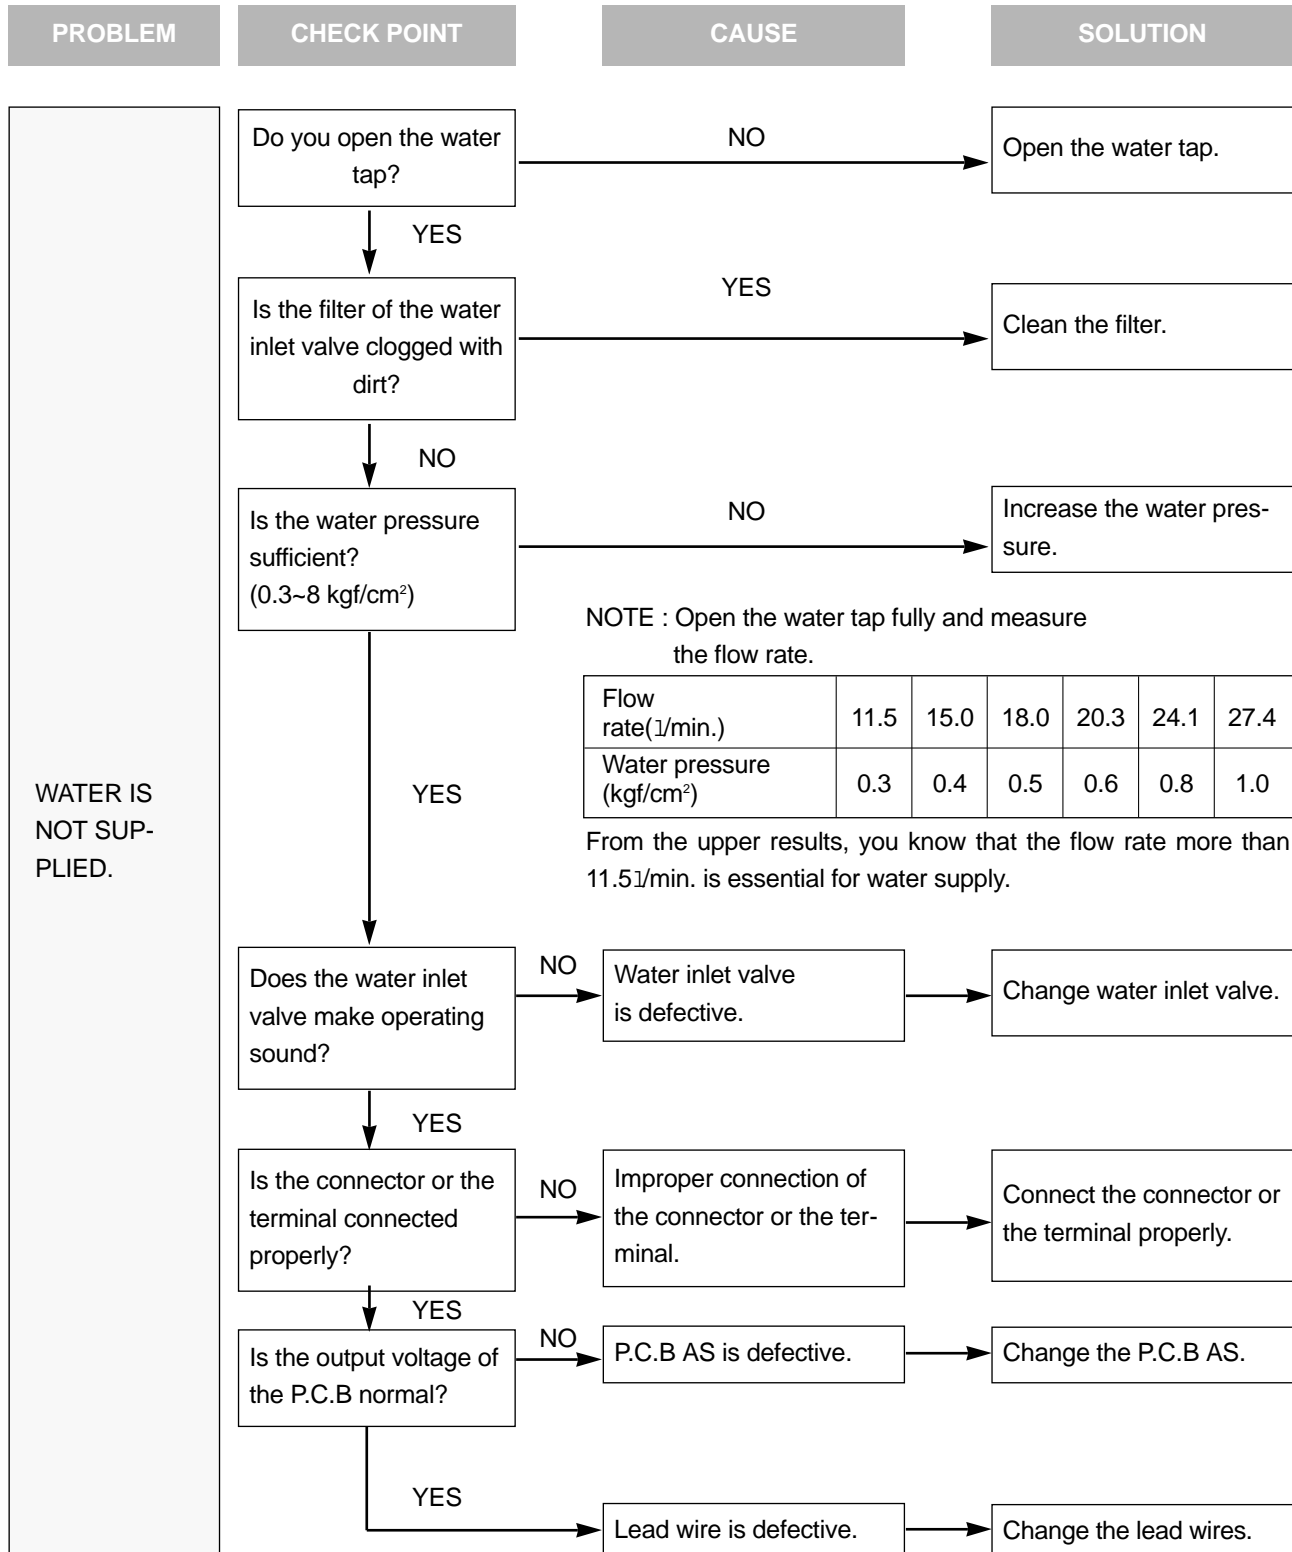 PROBLEM
CHECK POINT
CAUSE
SOLUTION
WATER IS
NOT SUP-
PLIED.
Do you open the water
tap?
NO
Open the water tap.
YES
Is the filter of the water
inlet valve clogged with
dirt?
YES
Clean the filter.
NO
Is the water pressure
sufficient?
(0.3~8 kgf/cm²)
NO
Increase the water pres-
sure.
NOTE : Open the water tap fully and measure
the flow rate.
Flow
rate(l/min.) 11.5 15.0 18.0 20.3 24.1 27.4
Water pressure
(kgf/cm²) 0.3 0.4 0.5 0.6 0.8 1.0
From the upper results, you know that the flow rate more than
11.5l/min. is essential for water supply.
YES
Does the water inlet
valve make operating
sound?
NO
Water inlet valve
is defective.
Change water inlet valve.
YES
Is the connector or the
terminal connected
properly?
NO
Improper connection of
the connector or the ter-
minal.
Connect the connector or
the terminal properly.
YES
Is the output voltage of
the P.C.B normal?
NO
P.C.B AS is defective.
Change the P.C.B AS.
YES
Lead wire is defective.
Change the lead wires.